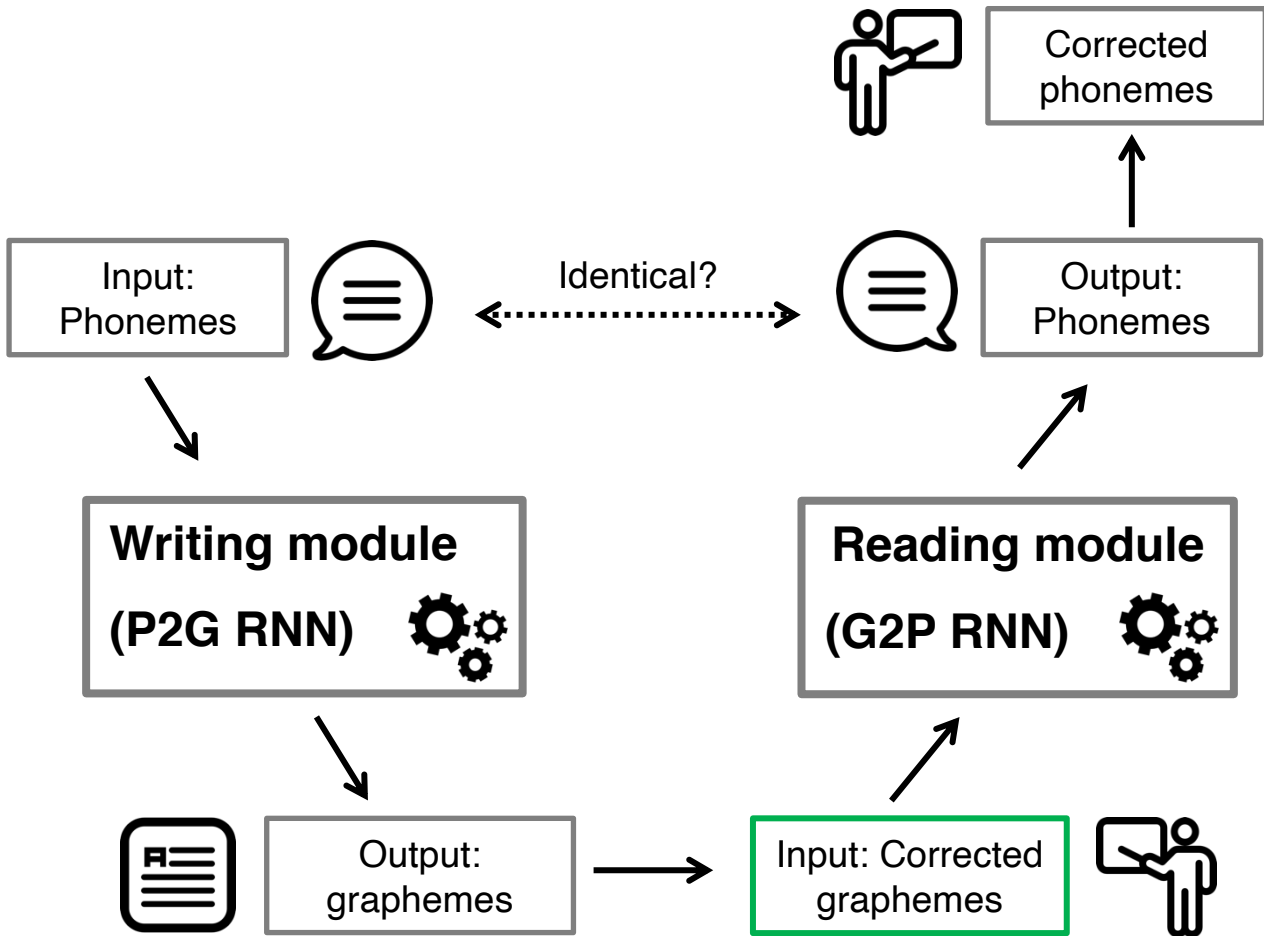 Corrected
phonemes
Input:
Phonemes
Identical?
Output:
Phonemes
Writing module
(P2G RNN)
Reading module
(G2P RNN)
A
Output:
graphemes
Input: Corrected
graphemes